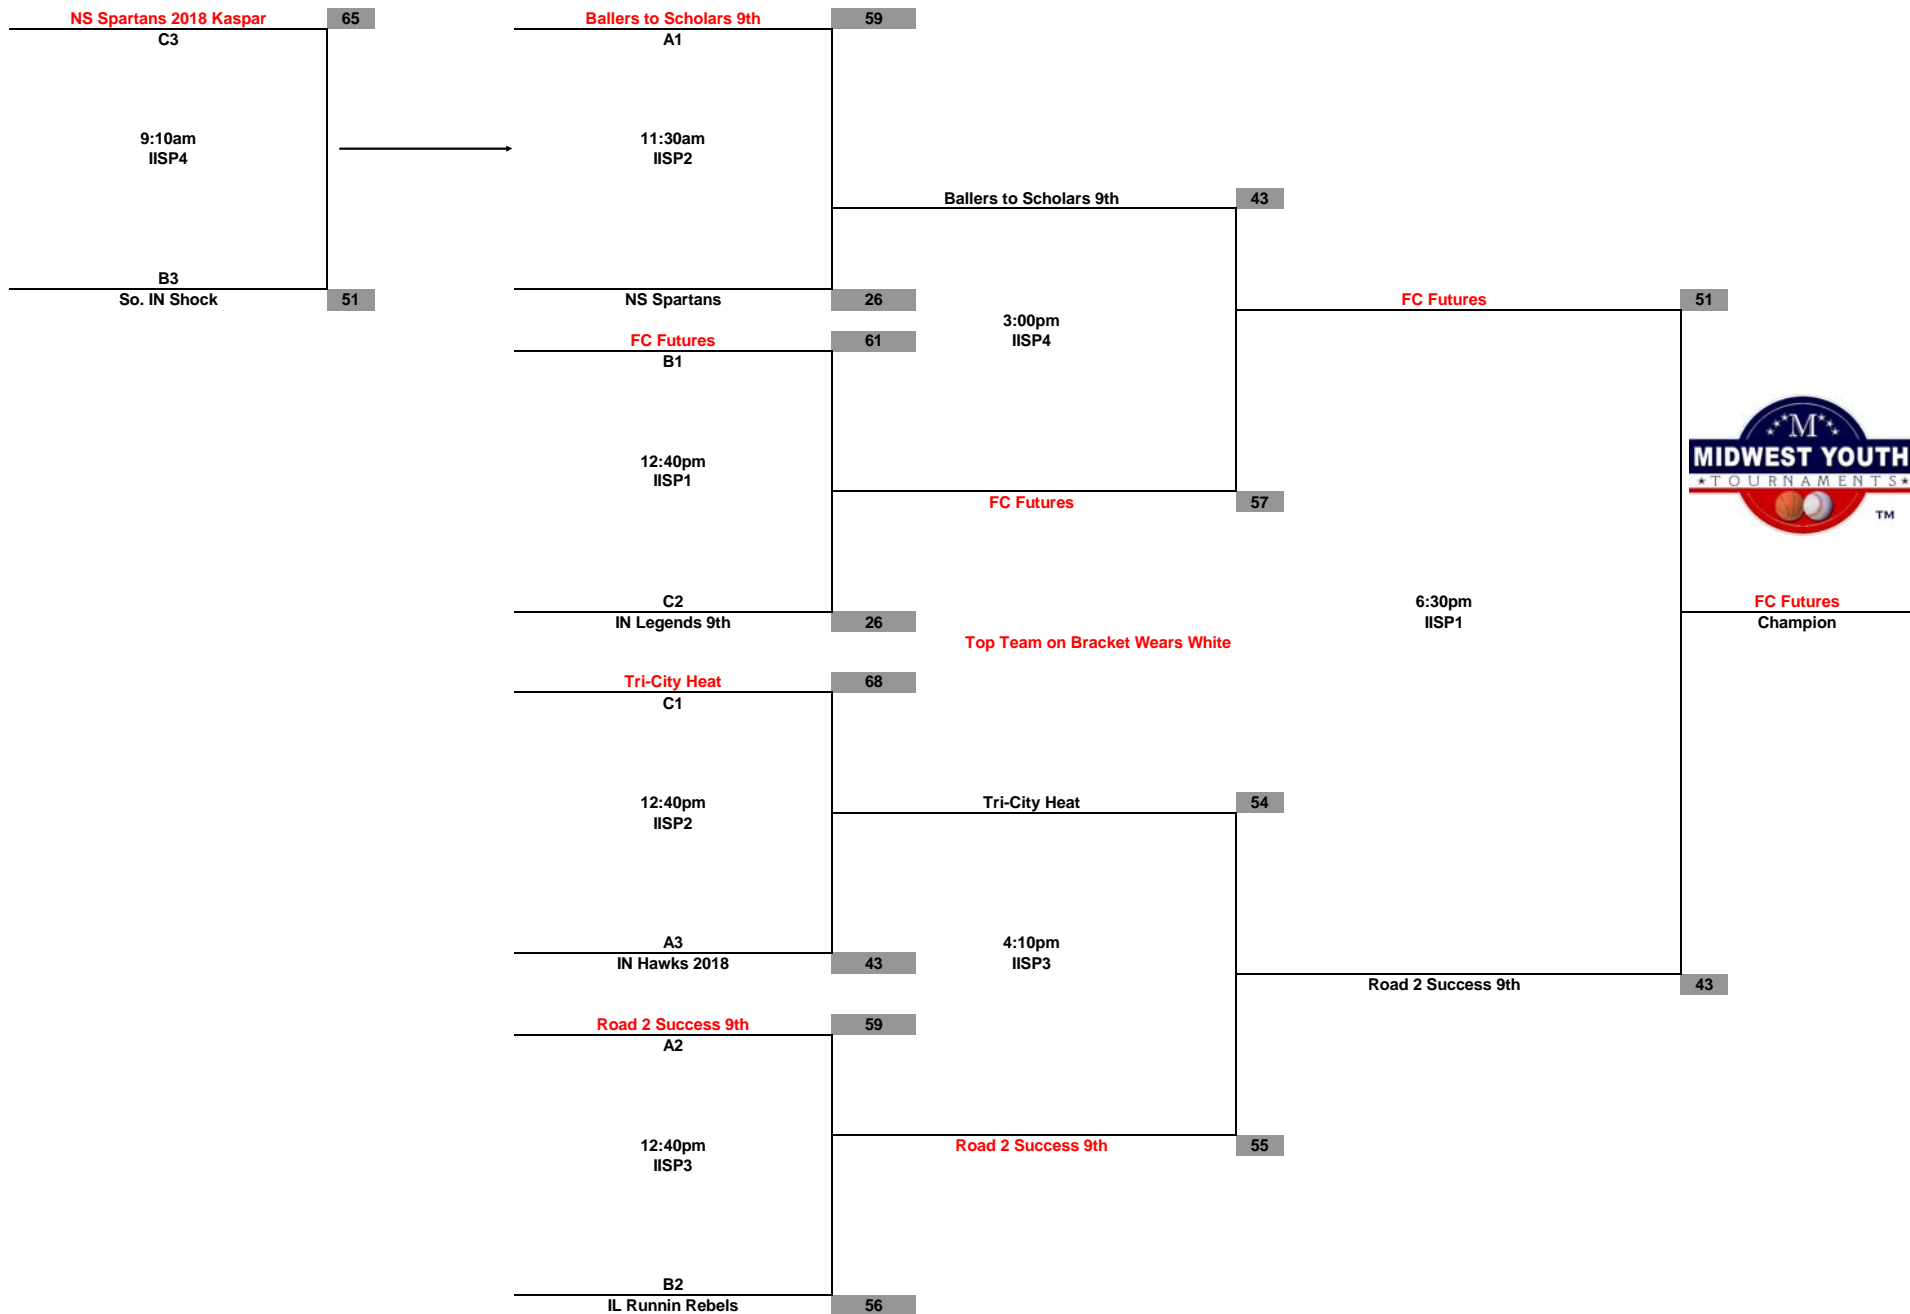 NS Spartans 2018 Kaspar 65
C3
9:10am
IISP4
B3
So. IN Shock 51
Ballers to Scholars 9th 59
A1
11:30am
IISP2
NS Spartans 26
FC Futures 61
B1
12:40pm
IISP1
C2
IN Legends 9th 26
Tri-City Heat 68
C1
12:40pm
IISP2
A3
IN Hawks 2018 43
Road 2 Success 9th 59
A2
12:40pm
IISP3
B2
IL Runnin Rebels 56
Ballers to Scholars 9th 43
3:00pm
IISP4
FC Futures 57
Top Team on Bracket Wears White
Tri-City Heat 54
4:10pm
IISP3
Road 2 Success 9th 55
FC Futures 51
6:30pm
IISP1
Road 2 Success 9th 43
M
MIDWEST YOUTH
TOURNAMENTS
TM
FC Futures
Champion